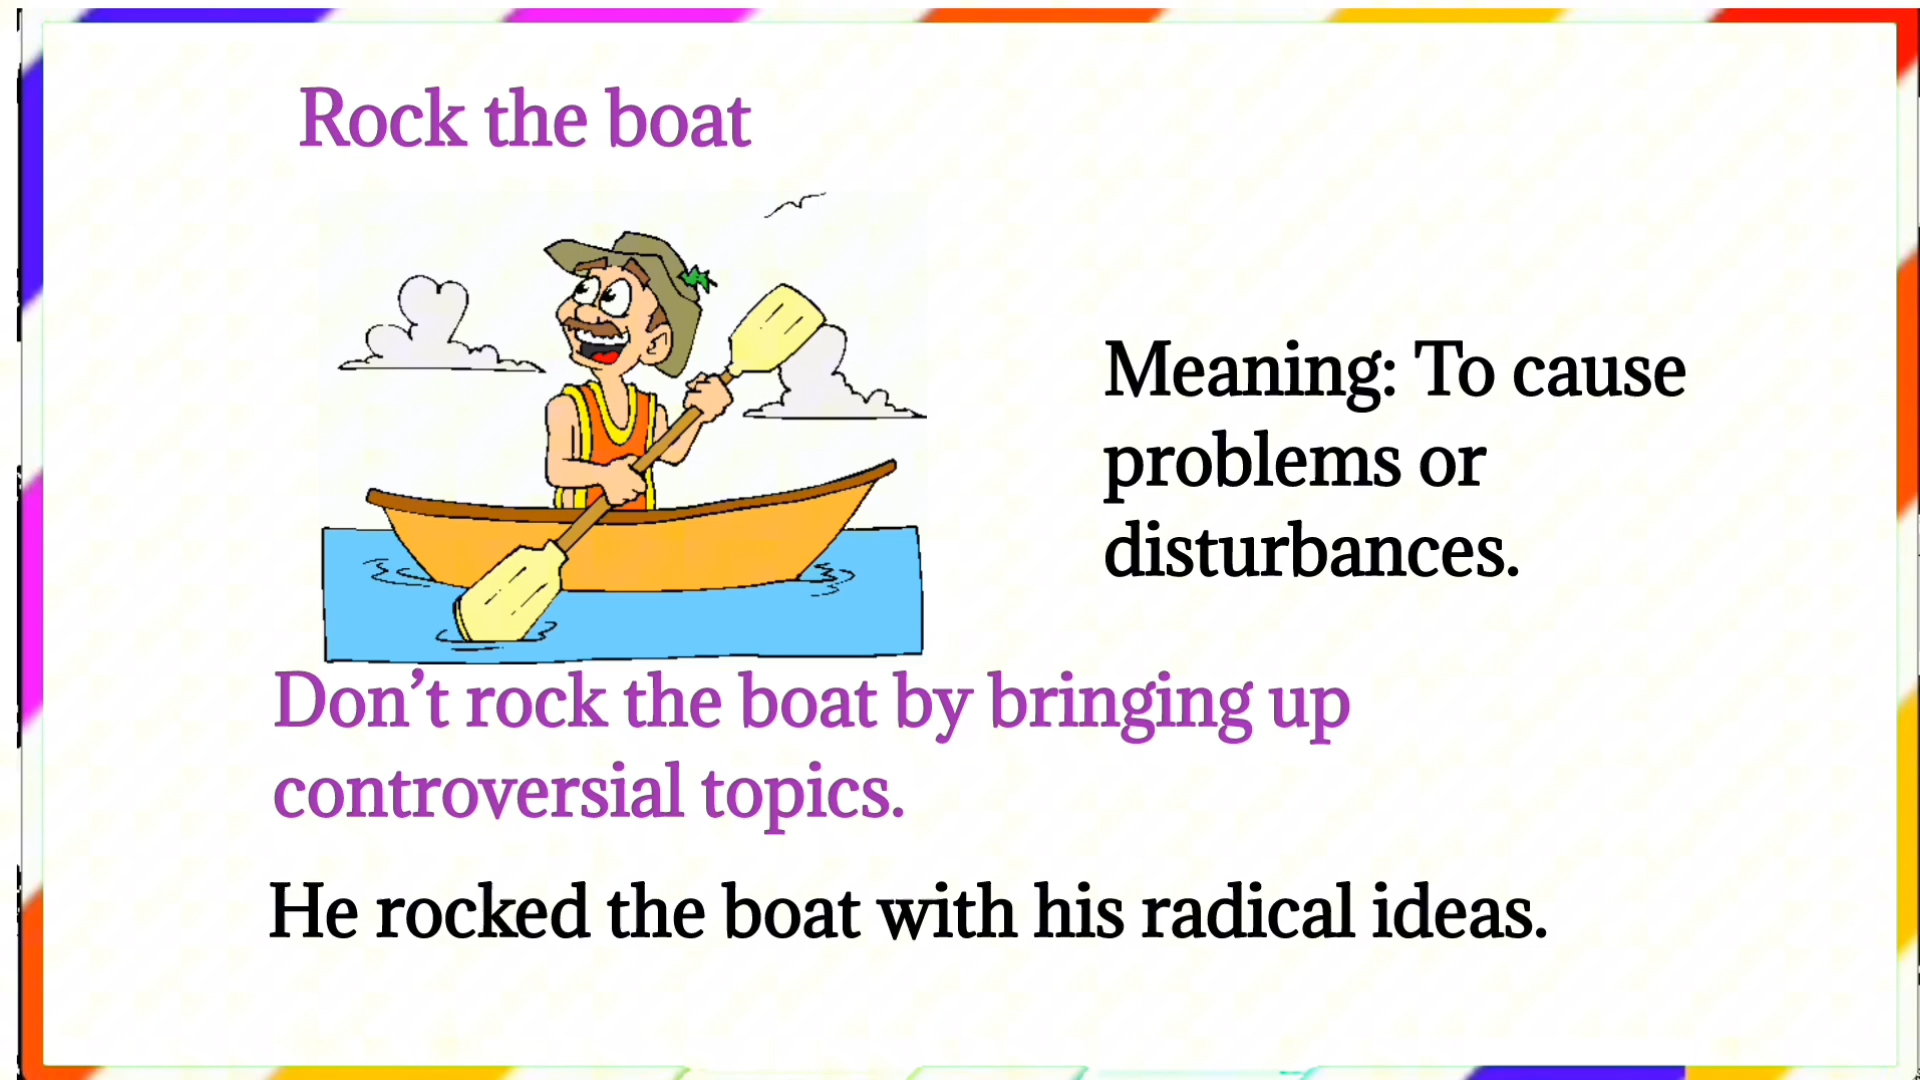 Rock the boat
Meaning: To cause
problems or
disturbances.
Don’t rock the boat by bringing up
controversial topics.
He rocked the boat with his radical ideas.